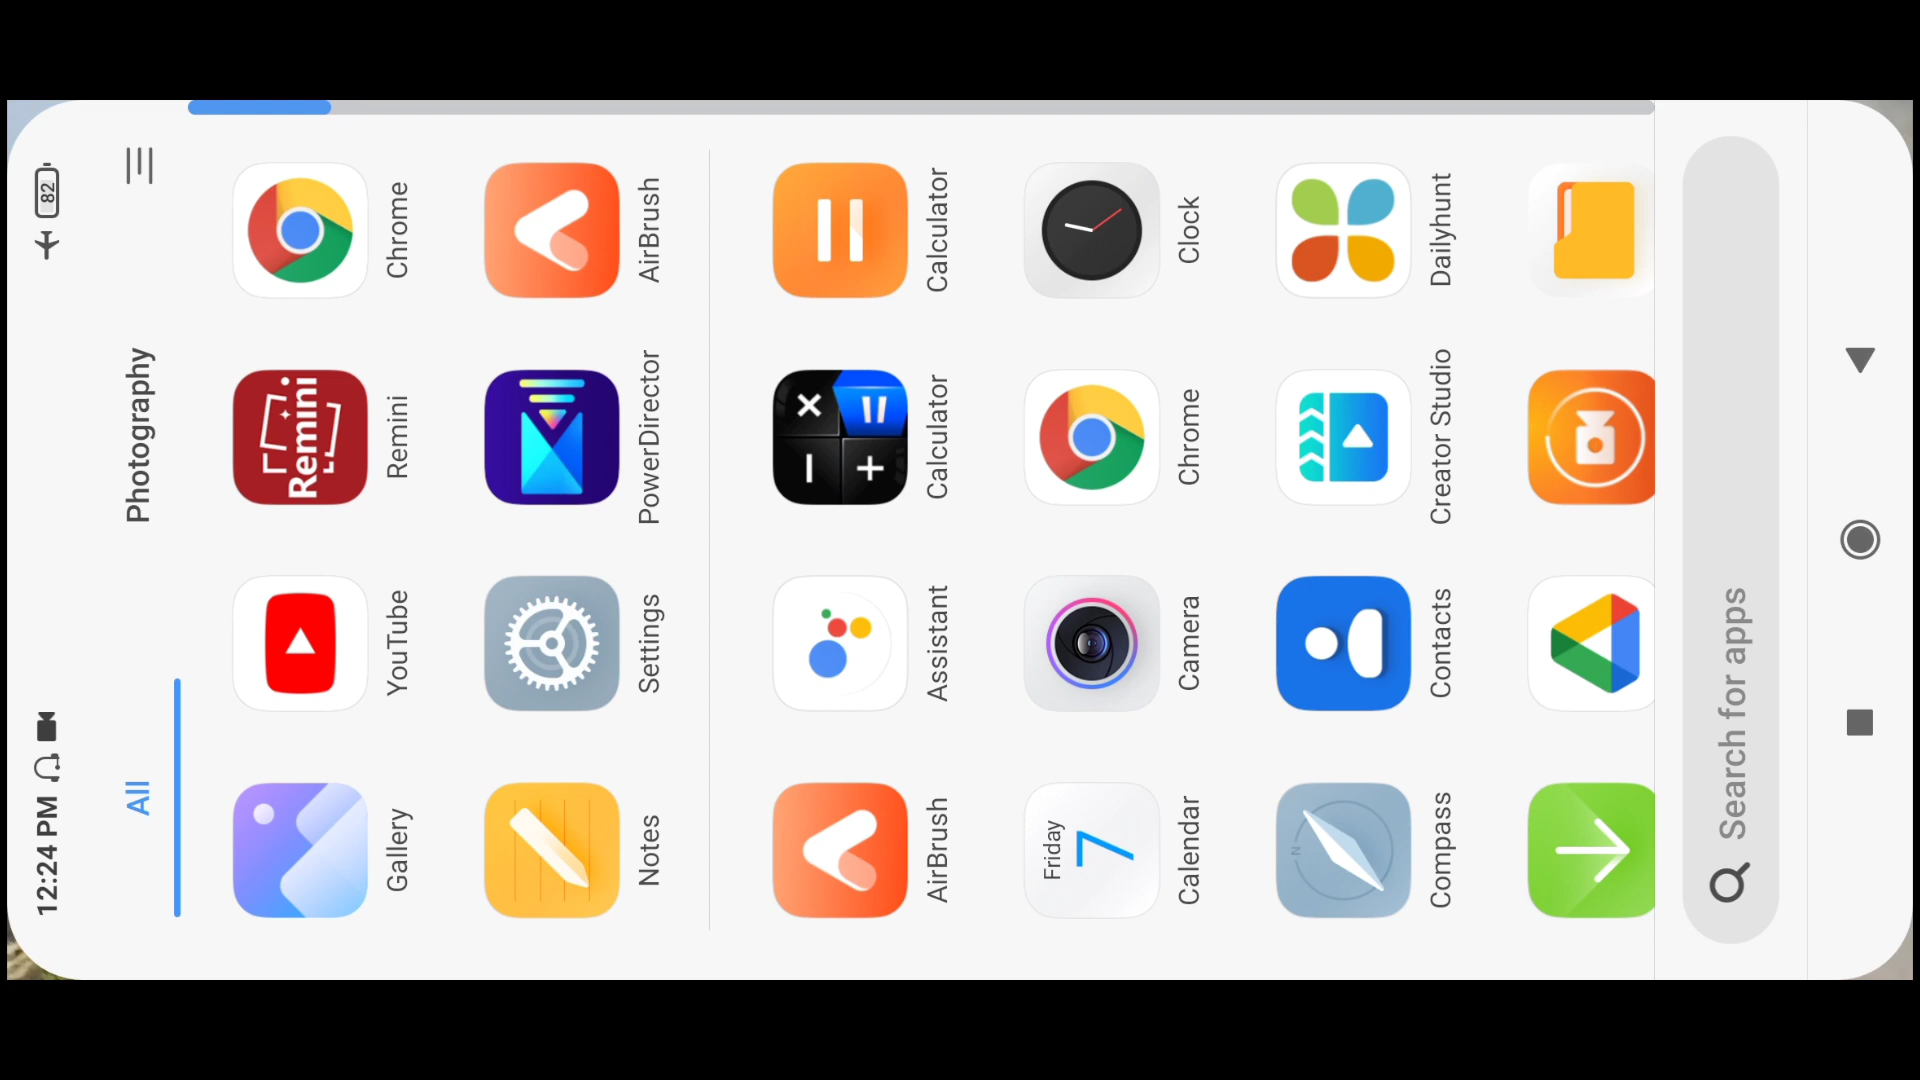 12:24 PM 82
All Photography
Remini
Gallery YouTube Remini Chrome
Notes Settings PowerDirector AirBrush
AirBrush Assistant Calculator Calculator
Friday
7
N
Calendar Camera Chrome Clock
Compass Contacts Creator Studio Dailyhunt
Search for apps